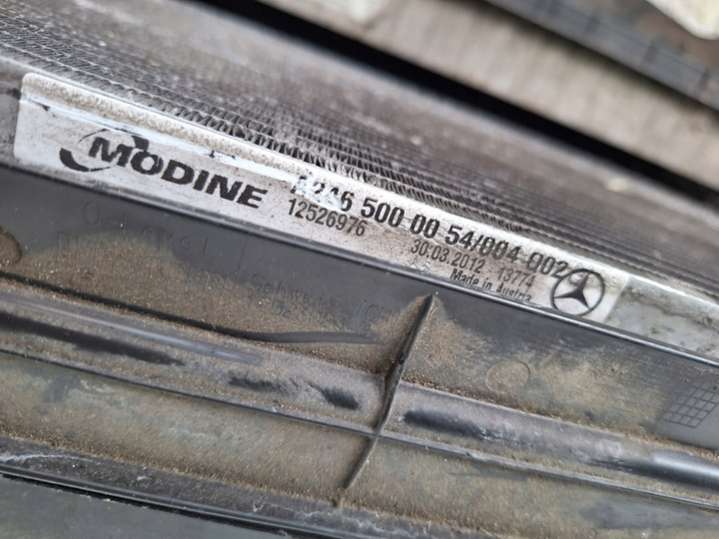 MODINE
A246 500 00 54/004 002
12526976
30.03.2012 13774
Made in Austria